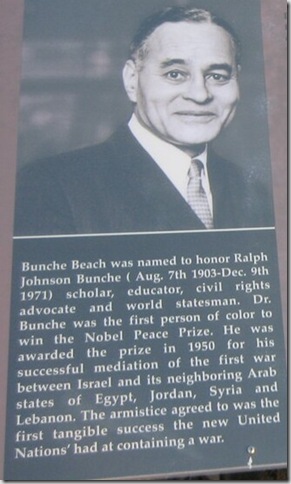 Bunche Beach was named to honor Ralph
Johnson Bunche ( Aug. 7th 1903-Dec. 9th
1971) scholar, educator, civil rights
advocate and world statesman. Dr.
Bunche was the first person of color to
win the Nobel Peace Prize. He was
awarded the prize in 1950 for his
successful mediation of the first war
between Israel and its neighboring Arab
states of Egypt, Jordan, Syria and
Lebanon. The armistice agreed to was the
first tangible success the new United
Nations' had at containing a war.